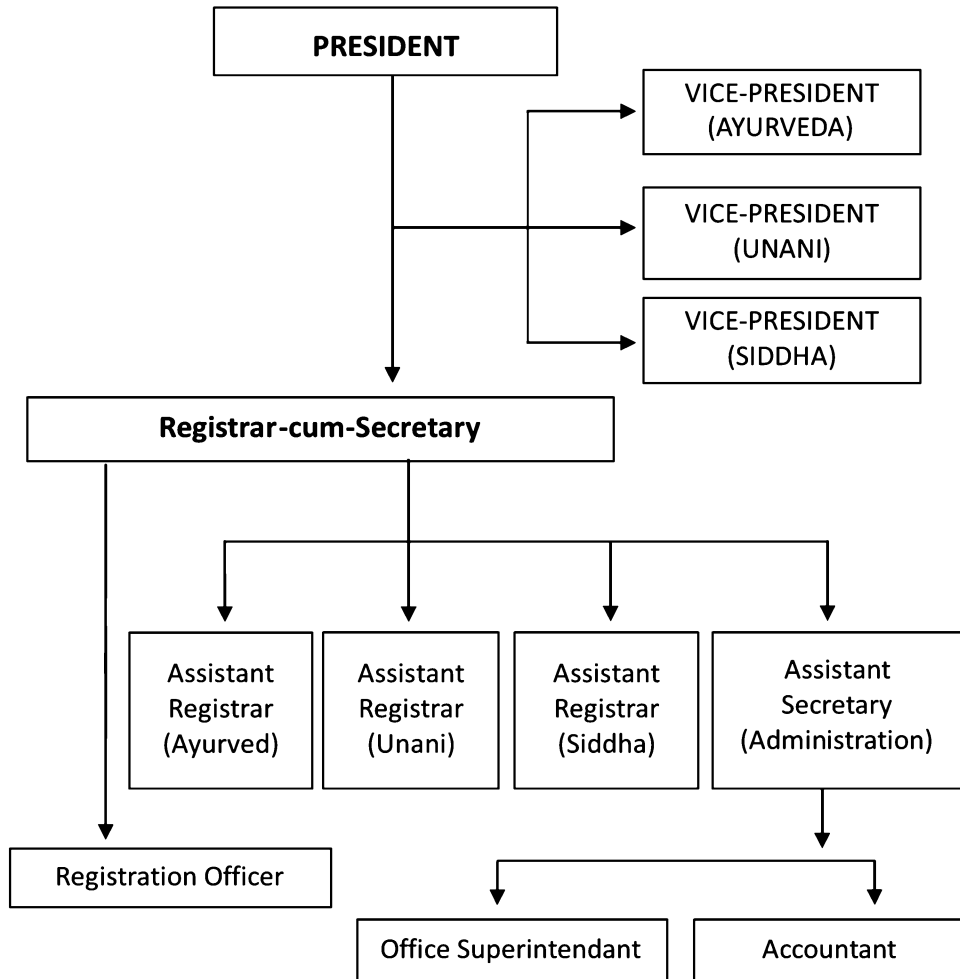 PRESIDENT
VICE-PRESIDENT
(AYURVEDA)
VICE-PRESIDENT
(UNANI)
VICE-PRESIDENT
(SIDDHA)
Registrar-cum-Secretary
Assistant
Registrar
(Ayurved)
Assistant
Registrar
(Unani)
Assistant
Registrar
(Siddha)
Assistant
Secretary
(Administration)
Registration Officer
Office Superintendant
Accountant